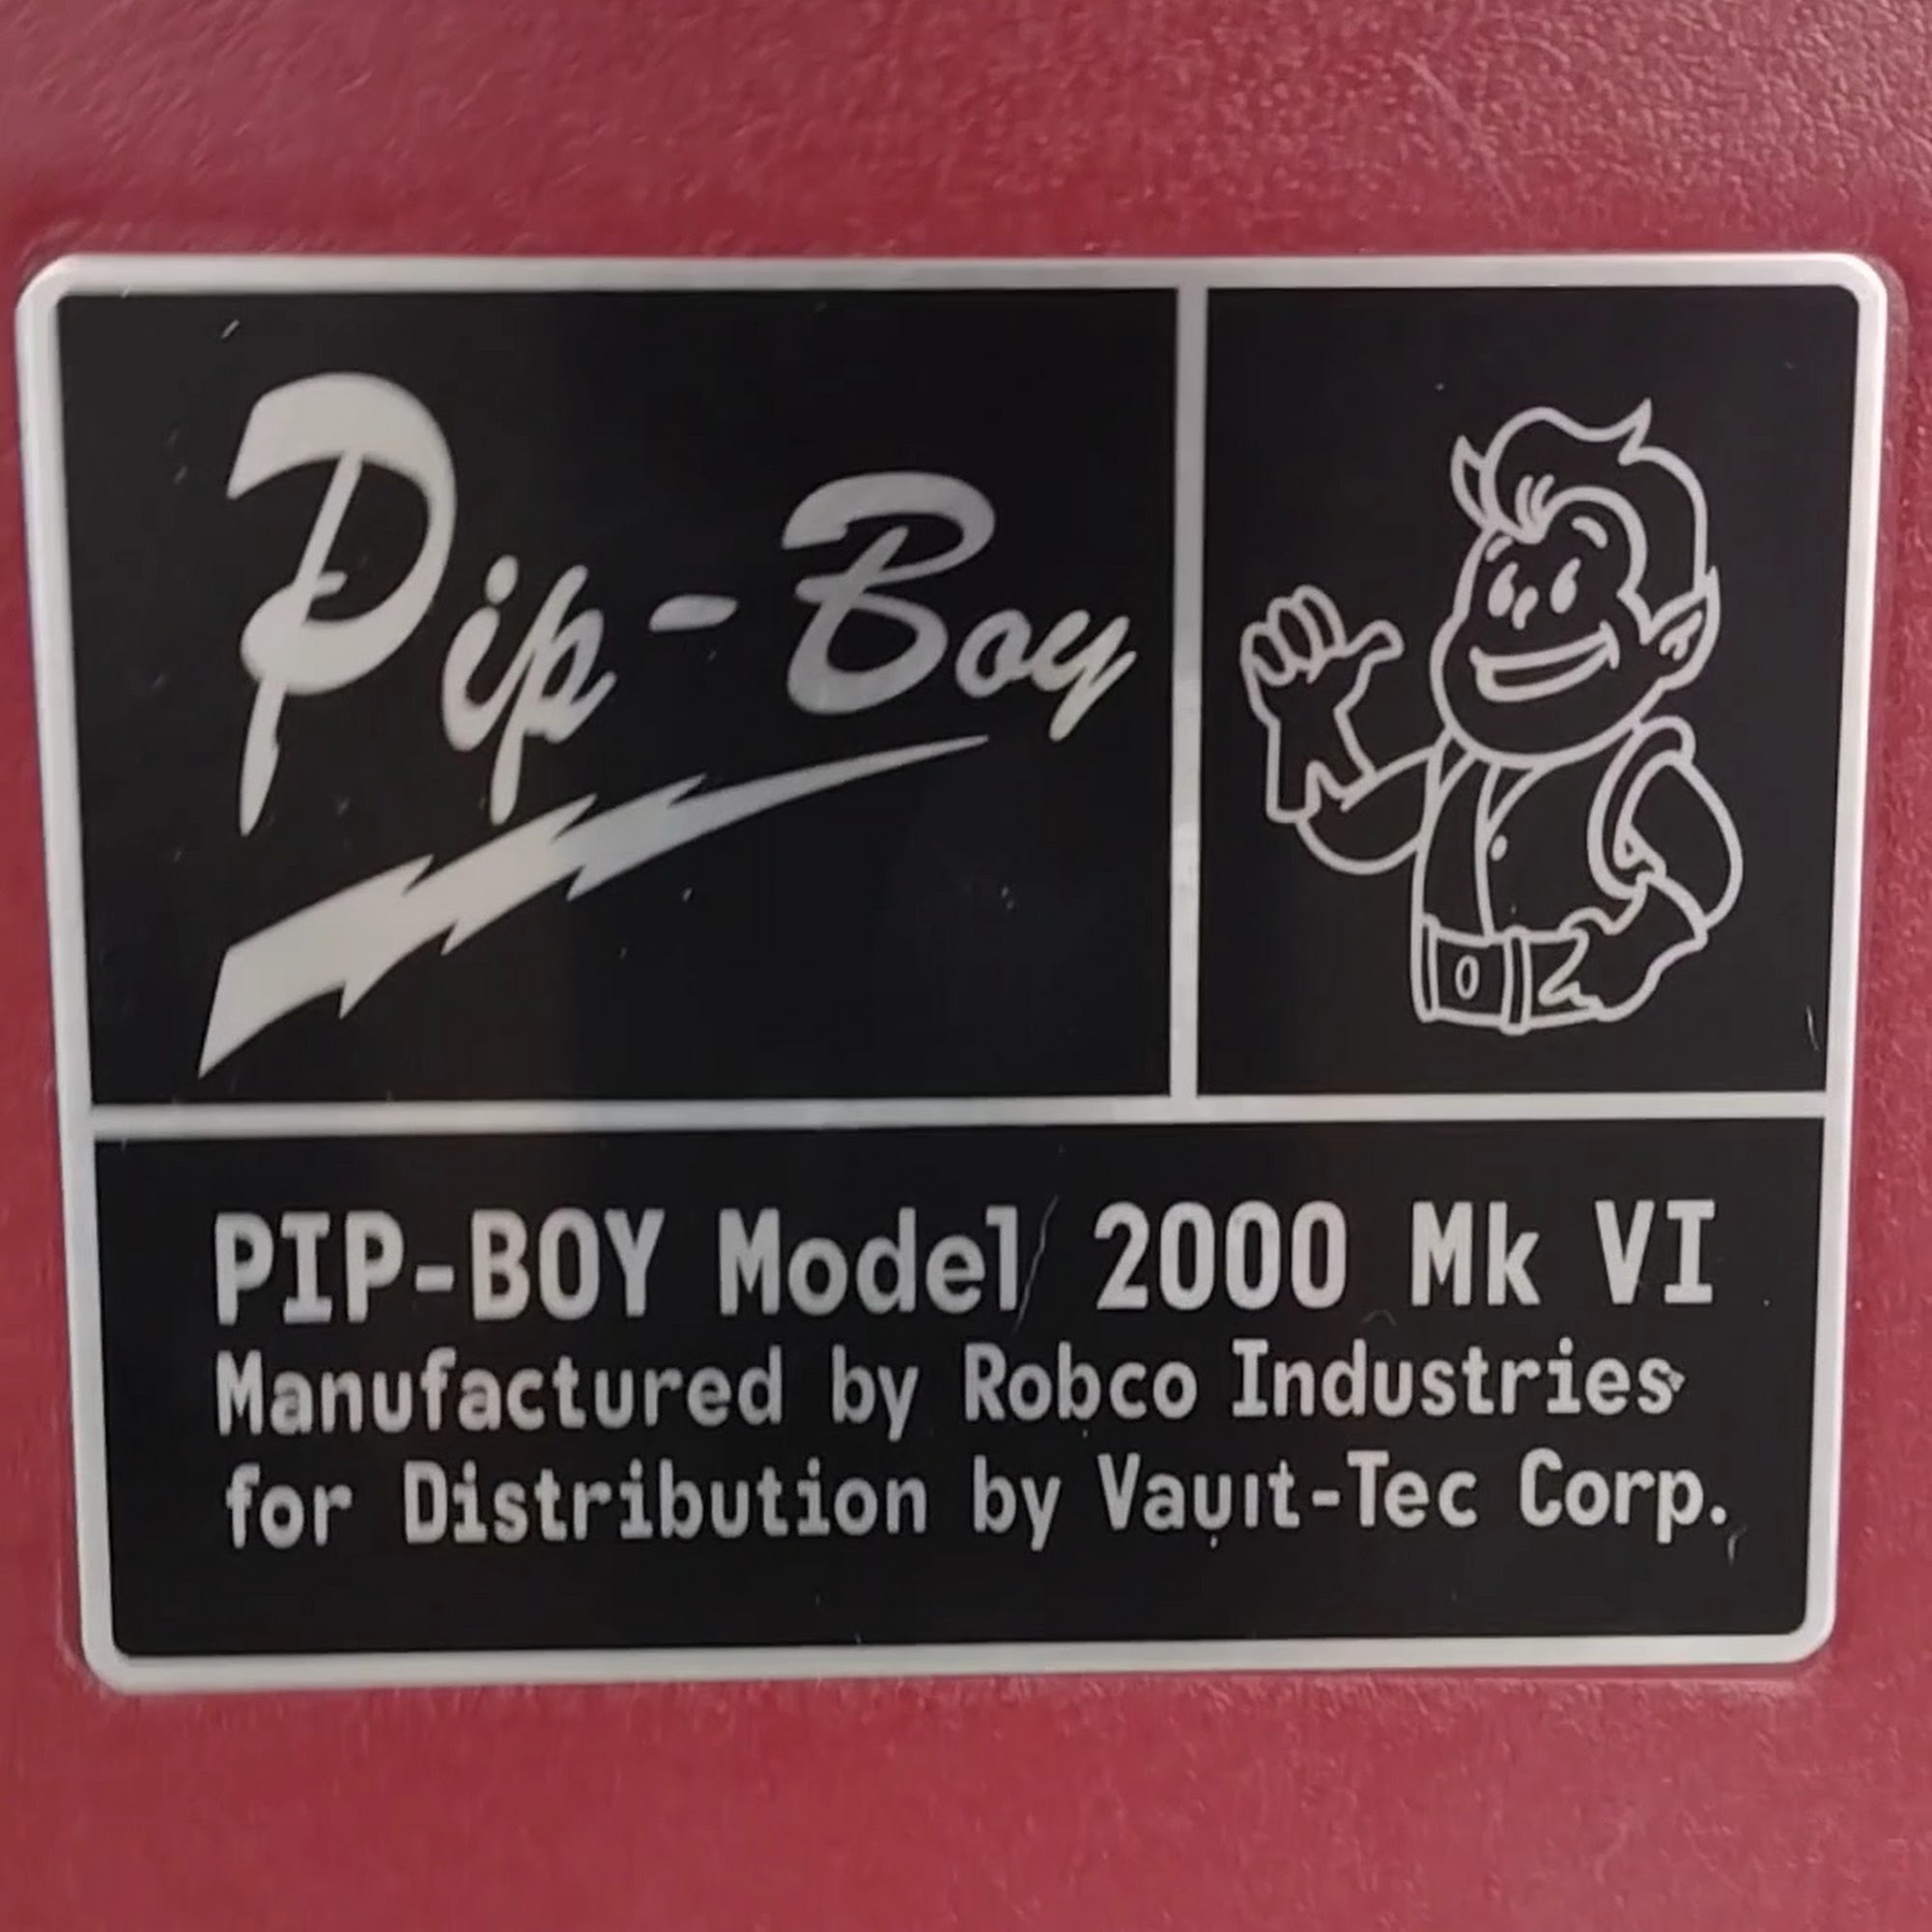 Pip-Boy
PIP-BOY Model 2000 Mk VI
Manufactured by Robco Industries
for Distribution by Vault-Tec Corp.